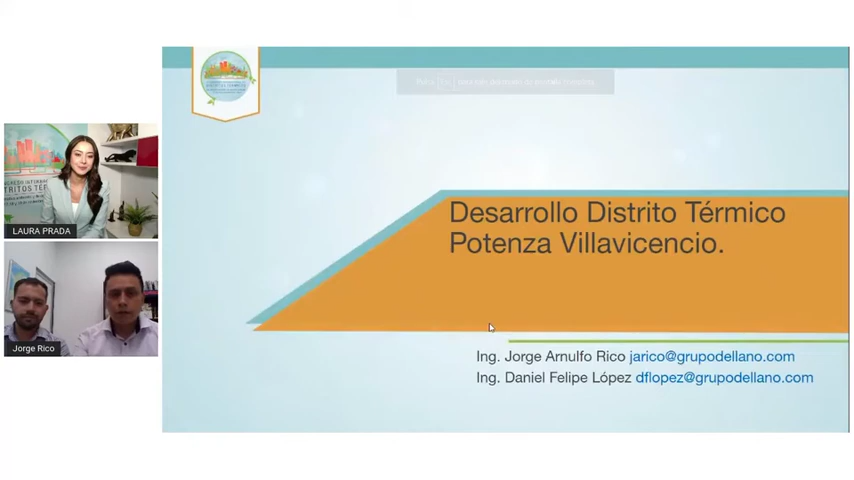 Desarrollo Distrito Térmico
Potenza Villavicencio.
LAURA PRADA
Jorge Rico
Ing. Jorge Arnulfo Rico jarico@grupodellano.com
Ing. Daniel Felipe López dflopez@grupodellano.com